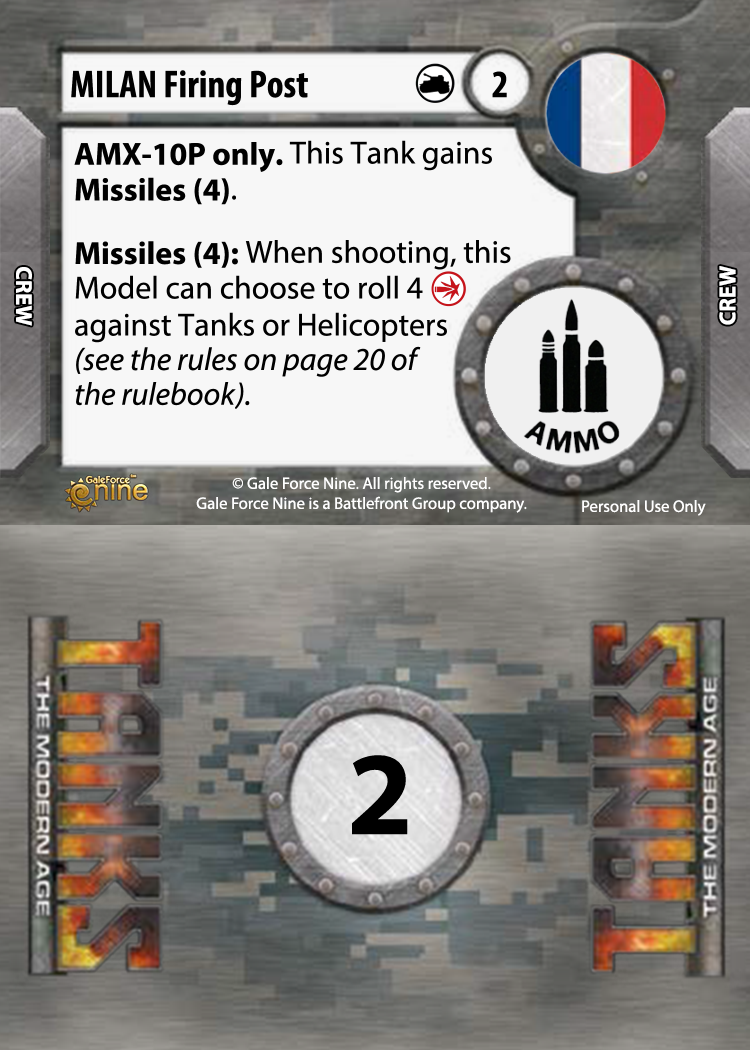 MILAN Firing Post
2
AMX-10P only. This Tank gains
Missiles (4).
Missiles (4): When shooting, this
Model can choose to roll 4
against Tanks or Helicopters
(see the rules on page 20 of
the rulebook).
CREW
CREW
AMMO
GaleForce™
nine
© Gale Force Nine. All rights reserved.
Gale Force Nine is a Battlefront Group company.
Personal Use Only
TANKS
THE MODERN AGE
2
TANKS
THE MODERN AGE